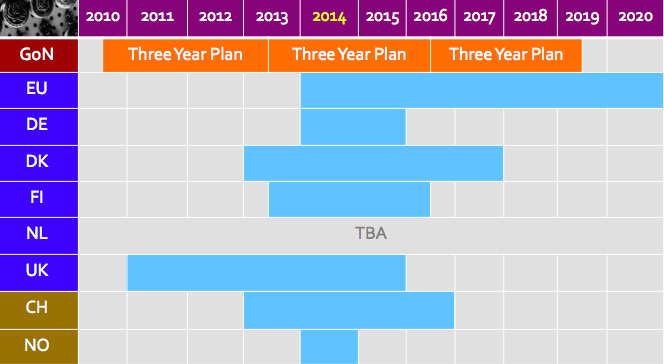 2010 2011 2012 2013 2014 2015 2016 2017 2018 2019 2020
GoN Three Year Plan Three Year Plan Three Year Plan
EU
DE
DK
FI
NL TBA
UK
CH
NO